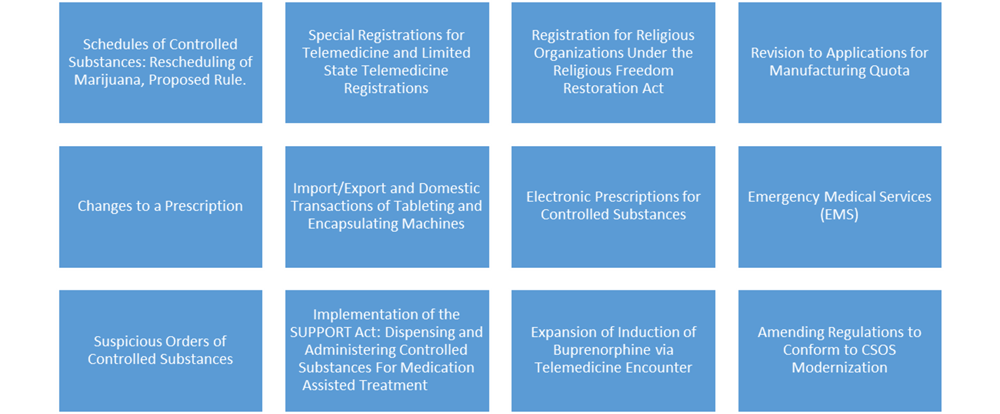 Schedules of Controlled
Substances: Rescheduling of
Marijuana, Proposed Rule.
Special Registrations for
Telemedicine and Limited
State Telemedicine
Registrations
Registration for Religious
Organizations Under the
Religious Freedom
Restoration Act
Revision to Applications for
Manufacturing Quota
Changes to a Prescription
Import/Export and Domestic
Transactions of Tableting and
Encapsulating Machines
Electronic Prescriptions for
Controlled Substances
Emergency Medical Services
(EMS)
Suspicious Orders of
Controlled Substances
Implementation of the
SUPPORT Act: Dispensing and
Administering Controlled
Substances For Medication
Assisted Treatment
Expansion of Induction of
Buprenorphine via
Telemedicine Encounter
Amending Regulations to
Conform to CSOS
Modernization